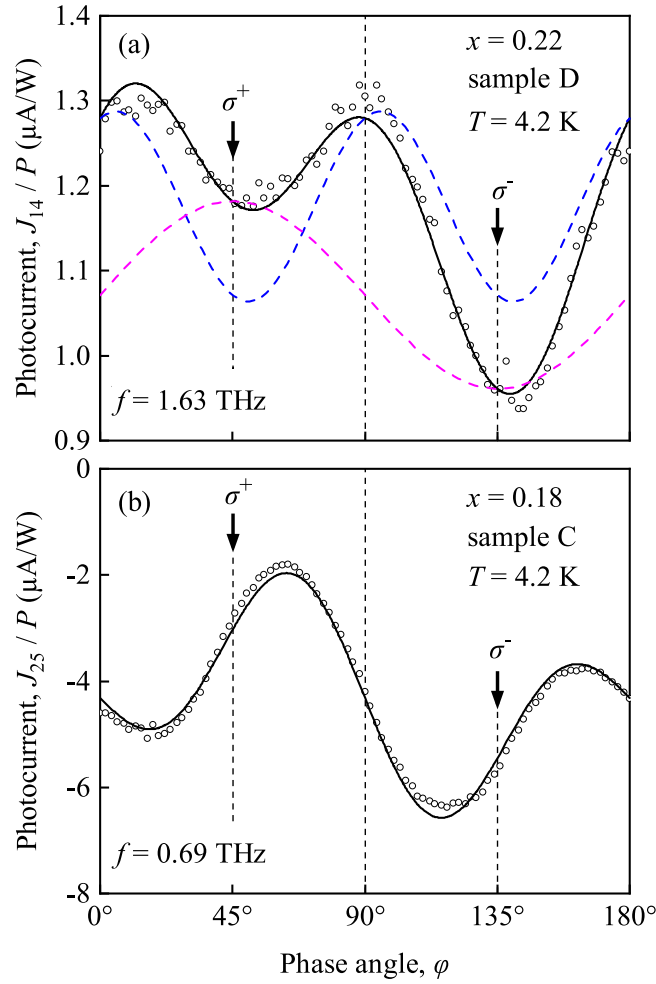 1.4
(a)
x = 0.22
sample D
T = 4.2 K
1.3
σ⁺
1.2
σ⁻
1.1
1.0
f = 1.63 THz
0.9
Photocurrent, J₁₄ / P (μA/W)
0
(b)
x = 0.18
sample C
T = 4.2 K
σ⁺
-2
-4
σ⁻
-6
f = 0.69 THz
-8
Photocurrent, J₂₅ / P (μA/W)
0° 45° 90° 135° 180°
Phase angle, φ